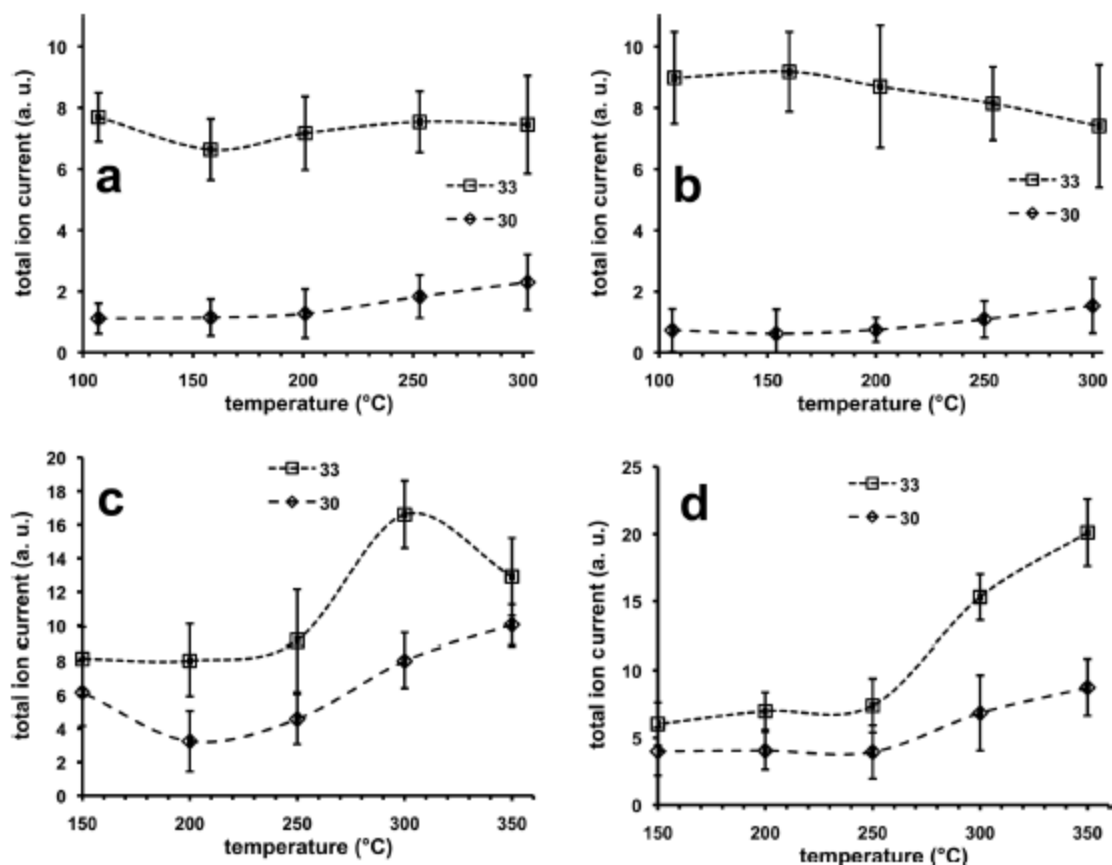 total ion current (a. u.)
10
8
6
4
2
0
a
33
30
100 150 200 250 300
temperature (°C)
total ion current (a. u.)
10
8
6
4
2
0
b
33
30
100 150 200 250 300
temperature (°C)
total ion current (a. u.)
20
18
16
14
12
10
8
6
4
2
0
c
33
30
150 200 250 300 350
temperature (°C)
total ion current (a. u.)
25
20
15
10
5
0
d
33
30
150 200 250 300 350
temperature (°C)